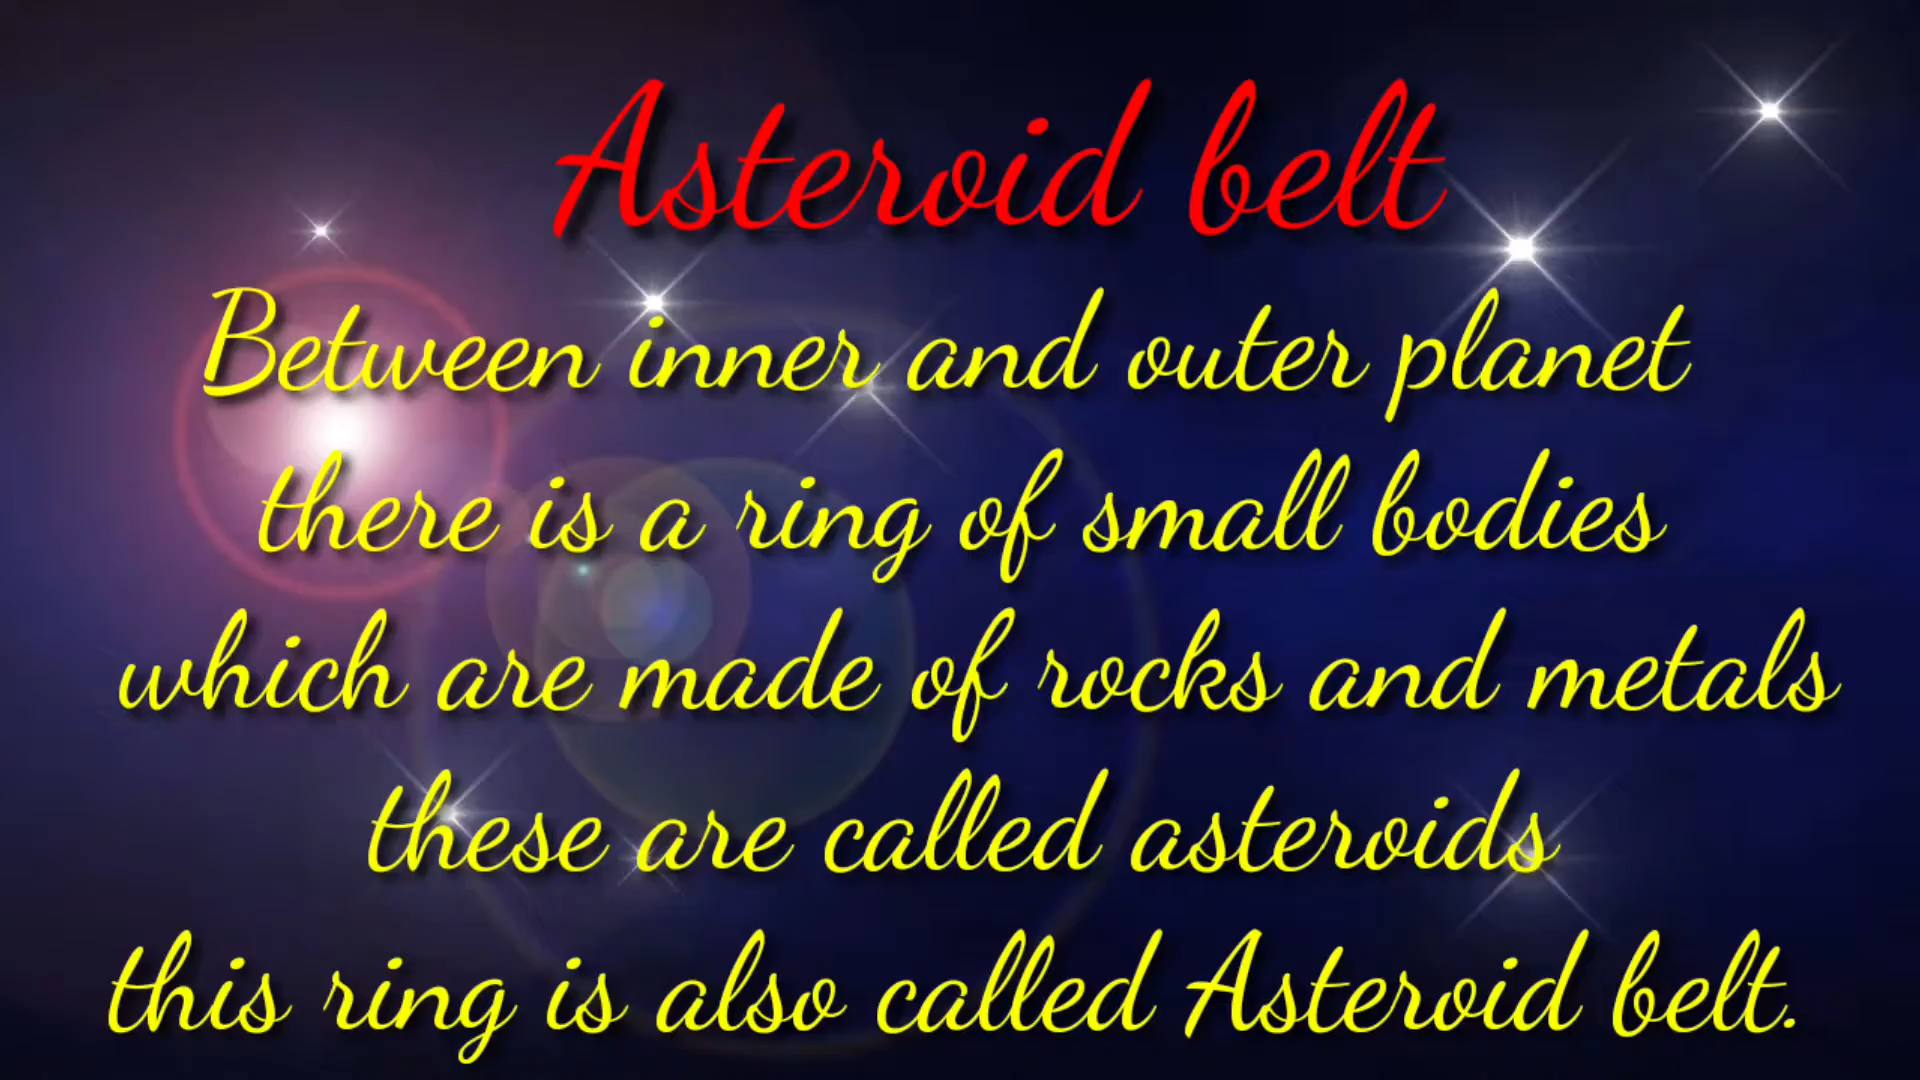 Asteroid belt
Between inner and outer planet
there is a ring of small bodies
which are made of rocks and metals
these are called asteroids
this ring is also called Asteroid belt.